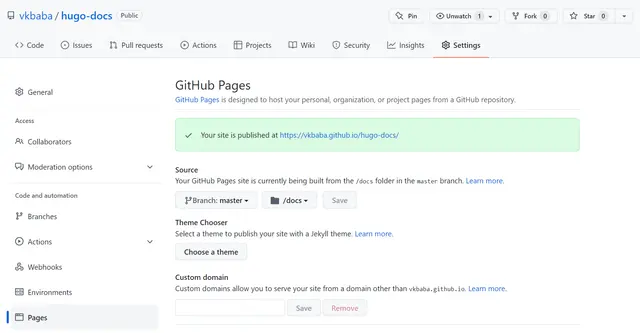 vkbaba / hugo-docs Public
Pin Unwatch 1 Fork 0 Star 0
Code Issues Pull requests Actions Projects Wiki Security Insights Settings
General
Access
Collaborators
Moderation options
Code and automation
Branches
Actions
Webhooks
Environments
Pages
GitHub Pages
GitHub Pages is designed to host your personal, organization, or project pages from a GitHub repository.
Your site is published at https://vkbaba.github.io/hugo-docs/
Source
Your GitHub Pages site is currently being built from the /docs folder in the master branch. Learn more.
Branch: master /docs Save
Theme Chooser
Select a theme to publish your site with a Jekyll theme. Learn more.
Choose a theme
Custom domain
Custom domains allow you to serve your site from a domain other than vkbaba.github.io. Learn more.
Save Remove